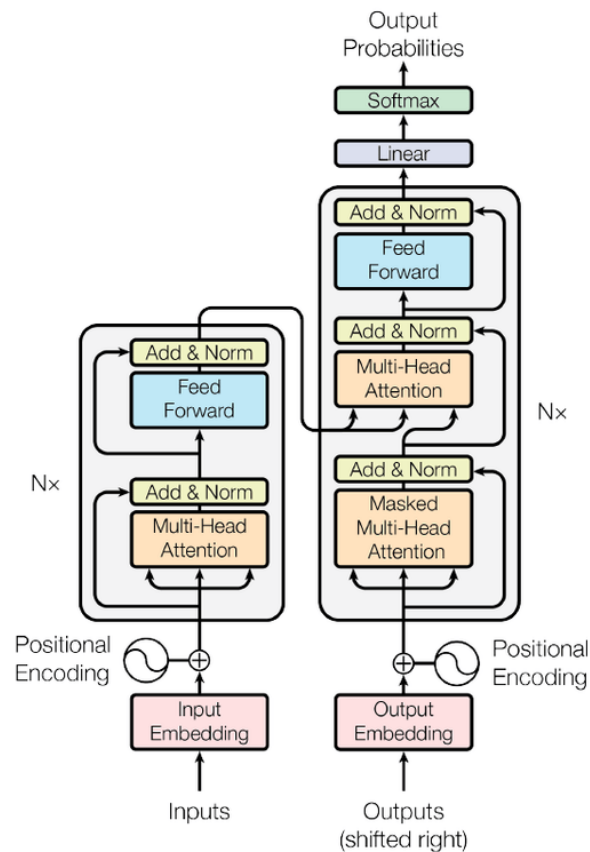 Output
Probabilities
Softmax
Linear
Add & Norm
Feed
Forward
Add & Norm
Multi-Head
Attention
Add & Norm
Masked
Multi-Head
Attention
Nx
Add & Norm
Feed
Forward
Add & Norm
Multi-Head
Attention
Nx
Positional
Encoding
Positional
Encoding
Input
Embedding
Output
Embedding
Inputs
Outputs
(shifted right)